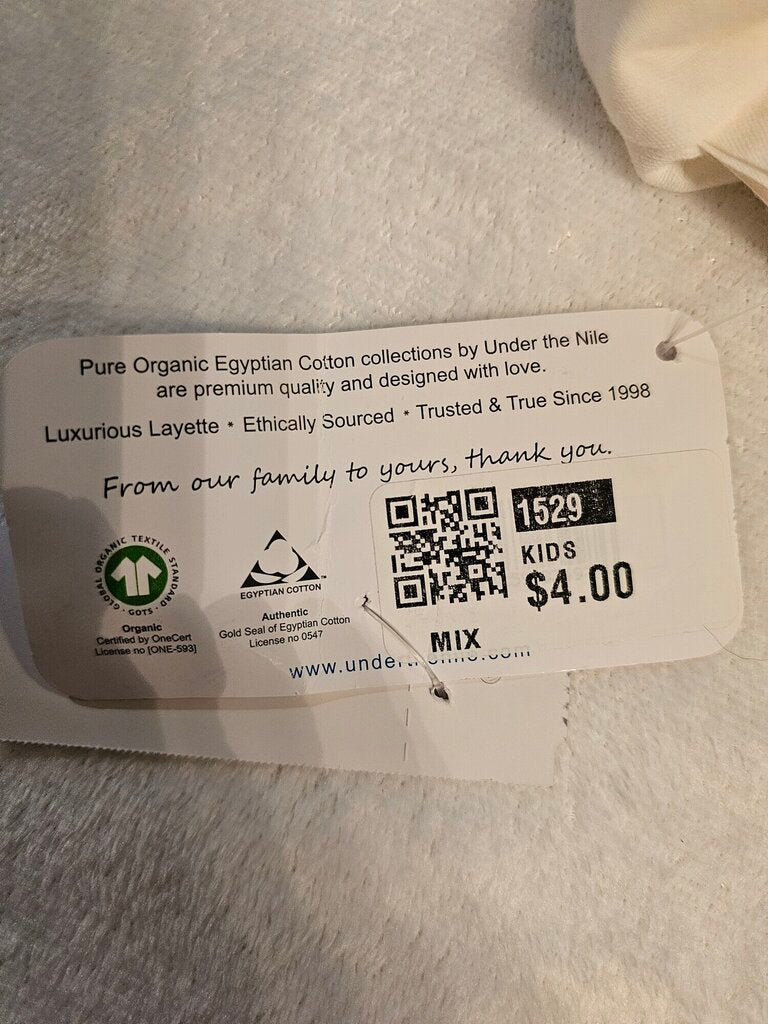 Pure Organic Egyptian Cotton collections by Under the Nile
are premium quality and designed with love.
Luxurious Layette * Ethically Sourced * Trusted & True Since 1998
From our family to yours, thank you.
GLOBAL ORGANIC TEXTILE STANDARD · GOTS ·
Organic
Certified by OneCert
License no [ONE-593]
EGYPTIAN COTTON™
Authentic
Gold Seal of Egyptian Cotton
License no 0547
1529
KIDS
$4.00
MIX